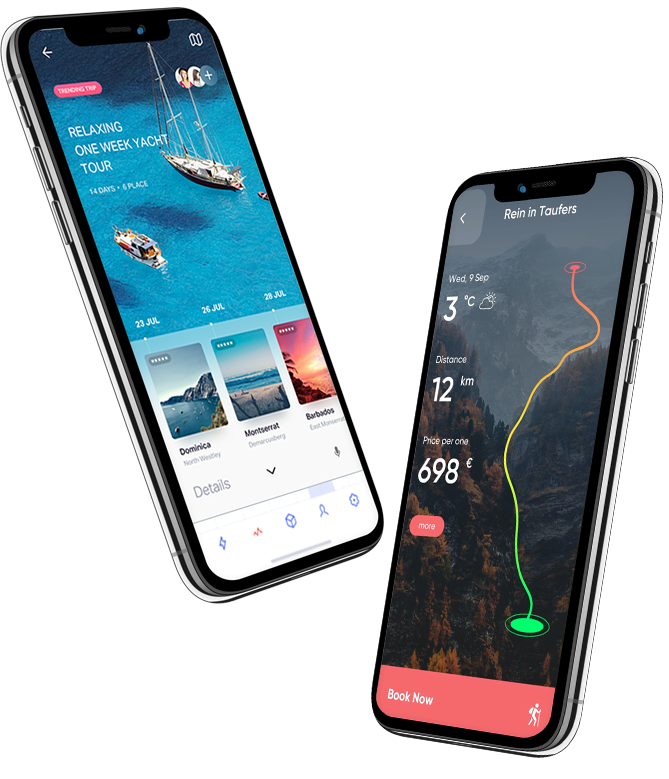 TRENDING TRIP
RELAXING
ONE WEEK YACHT
TOUR
14 DAYS • 6 PLACE
23 JUL
26 JUL
28 JUL
Dominica
North Westley
Montserrat
Demarcusberg
Barbados
East Monserrat
Details
Rein in Taufers
Wed, 9 Sep
3 °C
Distance
12 km
Price per one
698 €
more
Book Now